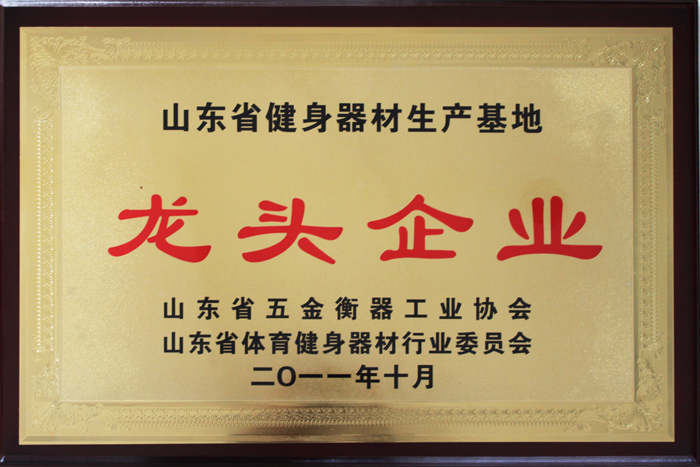 山东省健身器材生产基地
龙头企业
山东省五金衡器工业协会
山东省体育健身器材行业委员会
二〇一一年十月